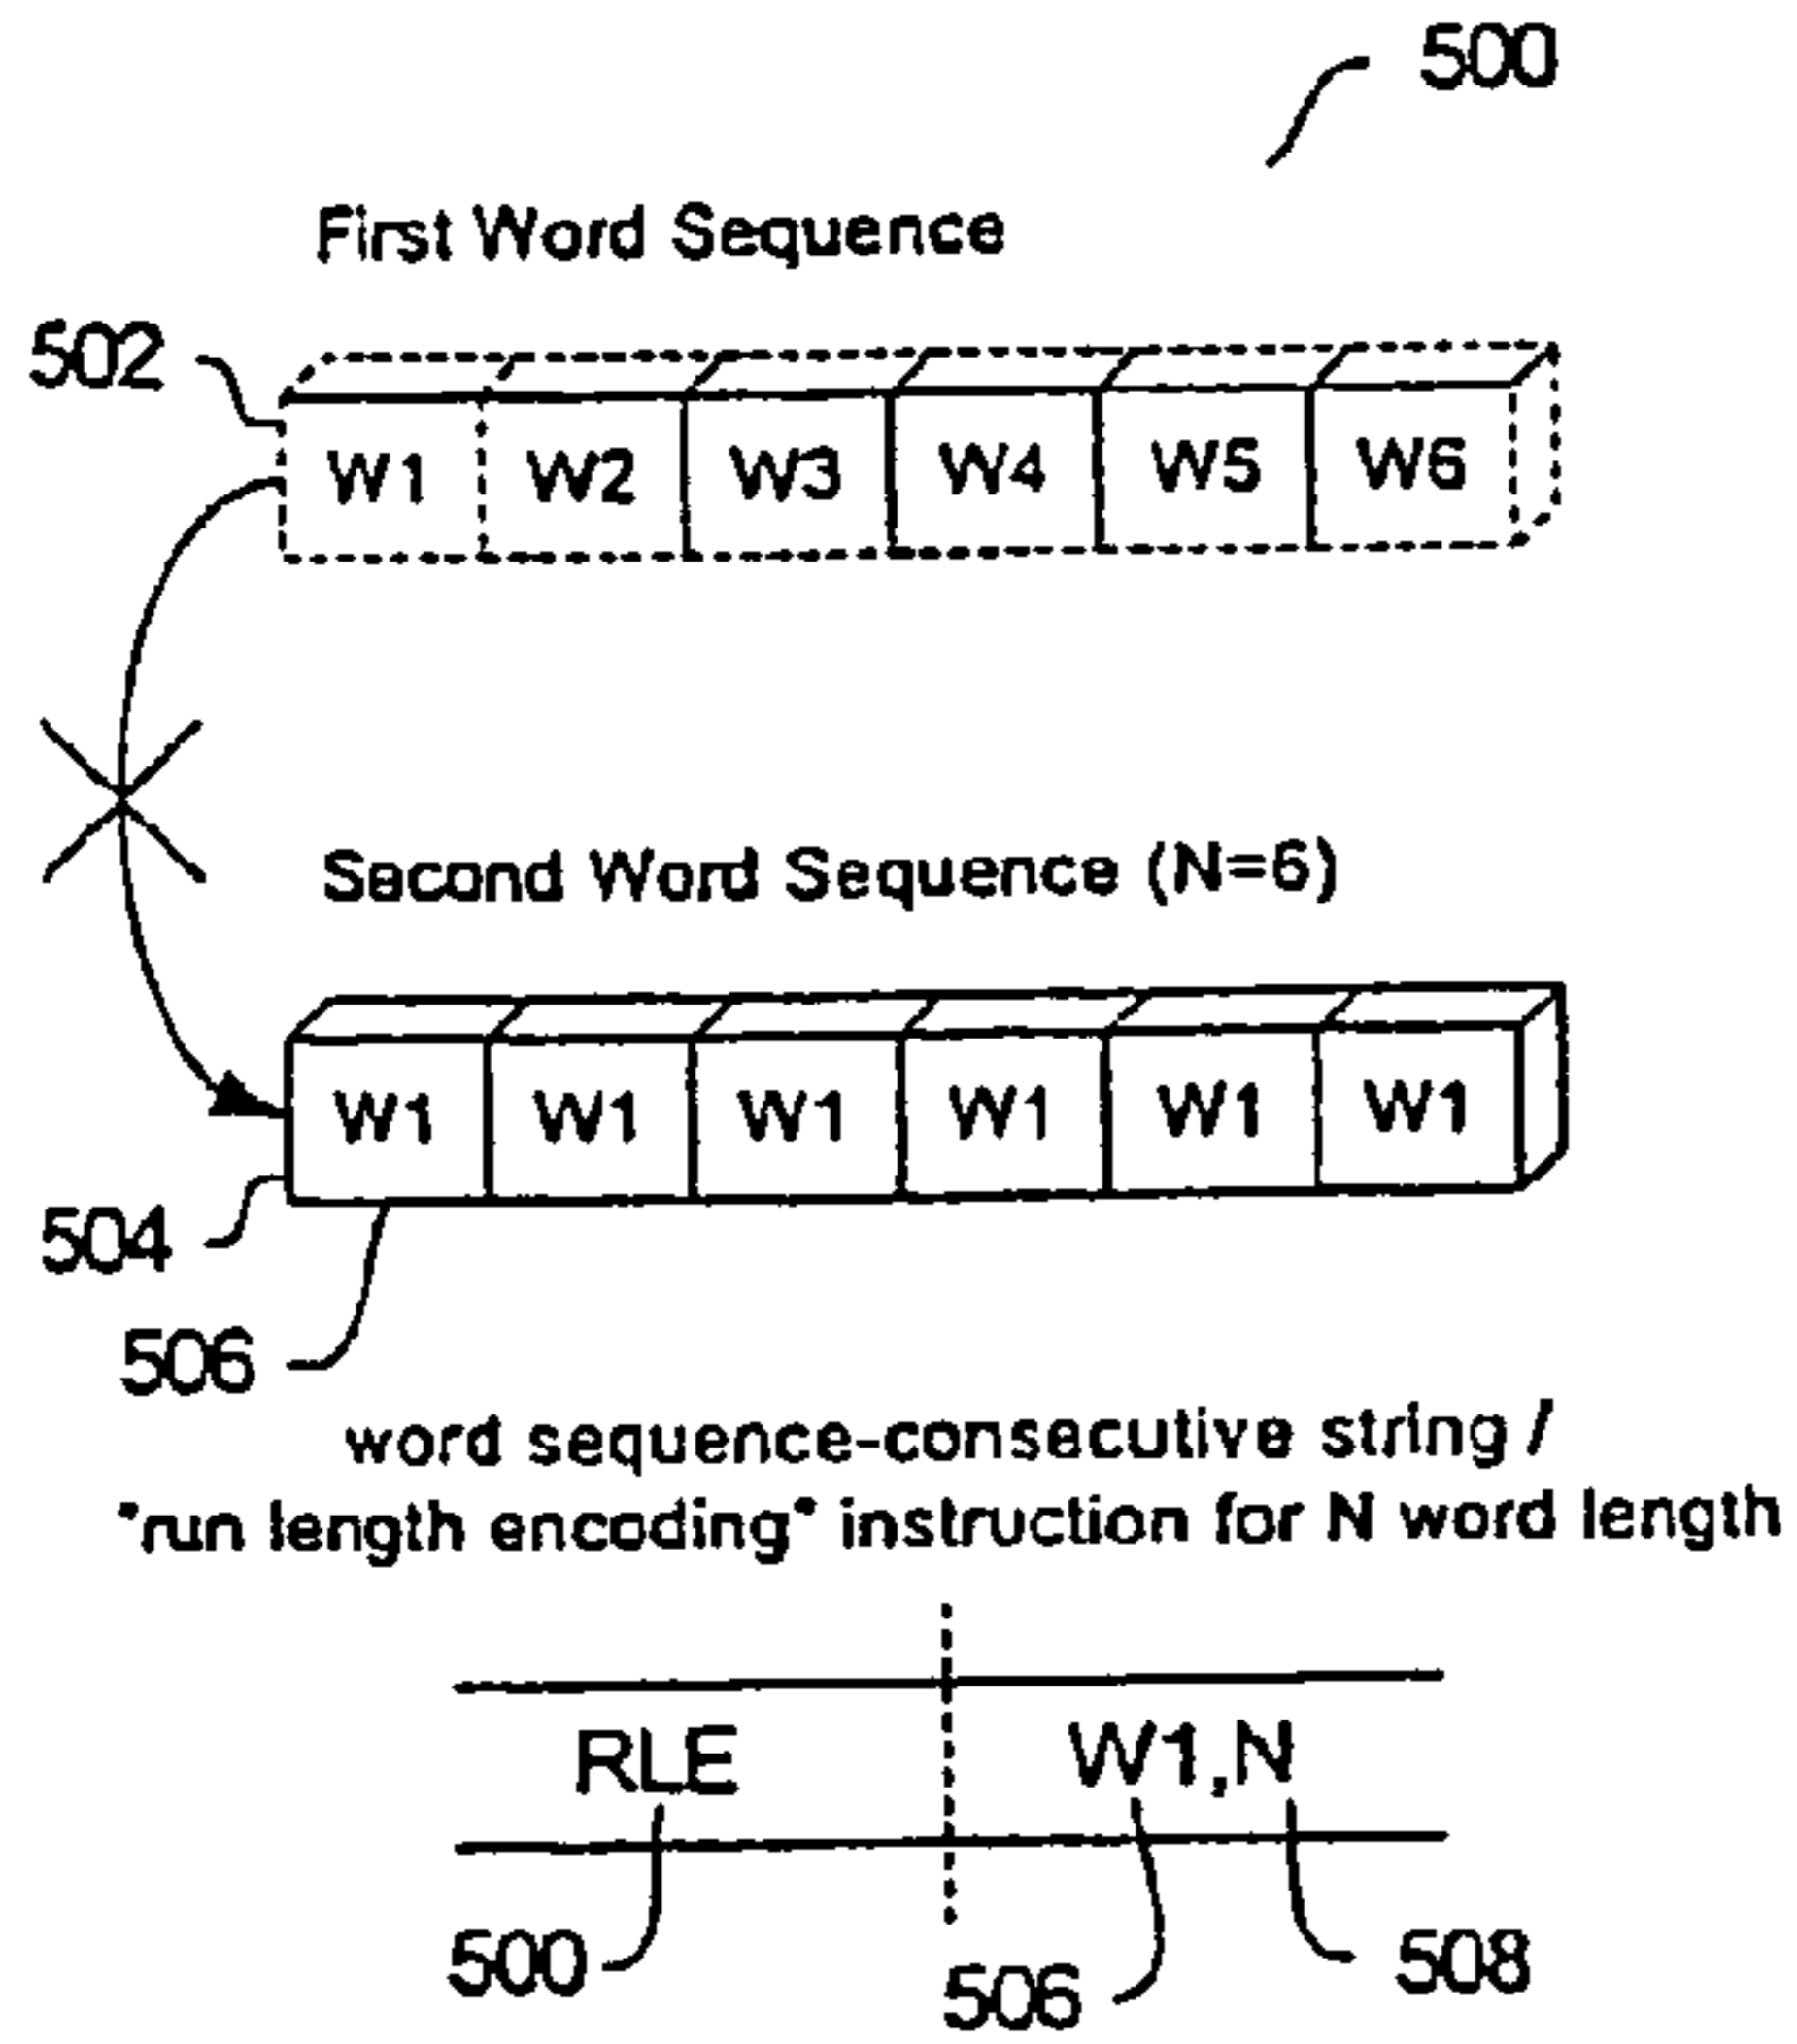 500
First Word Sequence
502
W1 W2 W3 W4 W5 W6
Second Word Sequence (N=6)
W1 W1 W1 W1 W1 W1
504
506
word sequence-consecutive string /
"run length encoding" instruction for N word length
RLE W1,N
500 506 508